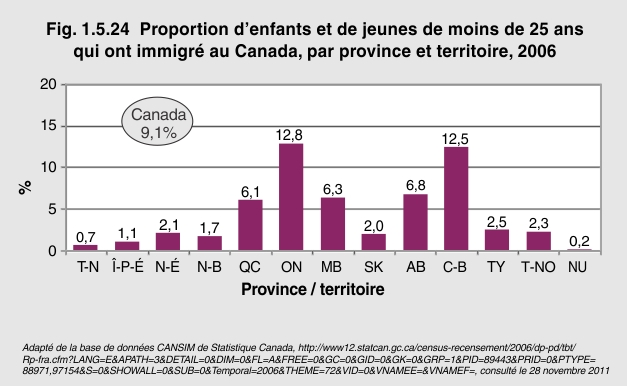 Fig. 1.5.24  Proportion d'enfants et de jeunes de moins de 25 ans
qui ont immigré au Canada, par province et territoire, 2006
20
15
10
5
0
%
Canada
9,1%
0,7
1,1
2,1
1,7
6,1
12,8
6,3
2,0
6,8
12,5
2,5
2,3
0,2
T-N Î-P-É N-É N-B QC ON MB SK AB C-B TY T-NO NU
Province / territoire
Adapté de la base de données CANSIM de Statistique Canada, http://www12.statcan.gc.ca/census-recensement/2006/dp-pd/tbt/
Rp-fra.cfm?LANG=E&APATH=3&DETAIL=0&DIM=0&FL=A&FREE=0&GC=0&GID=0&GK=0&GRP=1&PID=89443&PRID=0&PTYPE=
88971,97154&S=0&SHOWALL=0&SUB=0&Temporal=2006&THEME=72&VID=0&VNAMEE=&VNAMEF=, consulté le 28 novembre 2011